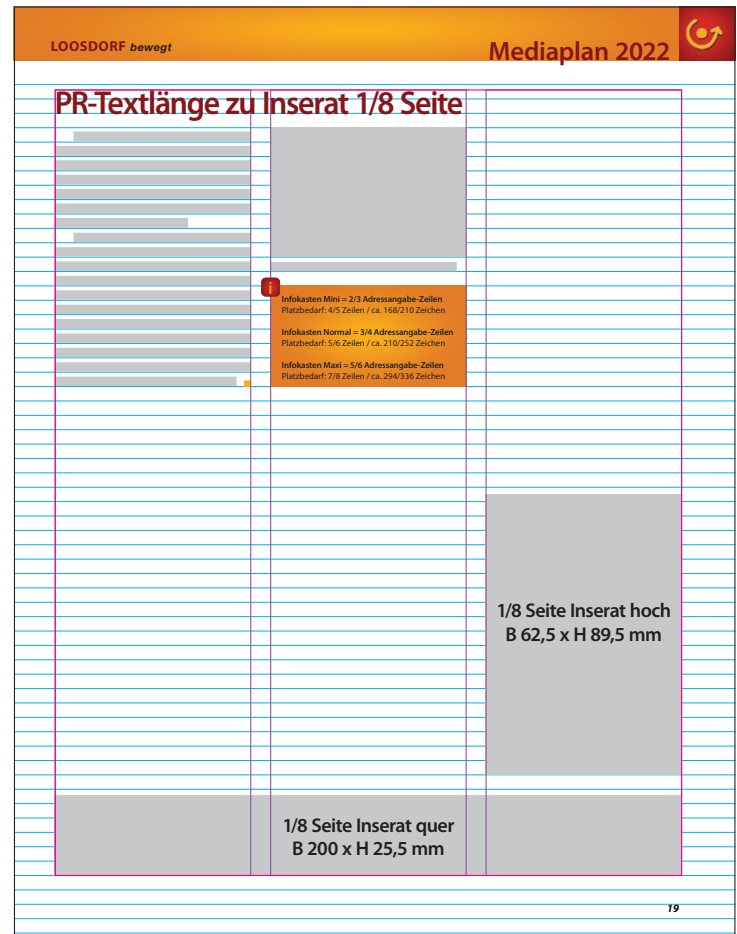 LOOSDORF bewegt
Mediaplan 2022
PR-Textlänge zu Inserat 1/8 Seite
i
Infokasten Mini = 2/3 Adressangabe-Zeilen
Platzbedarf: 4/5 Zeilen / ca. 168/210 Zeichen
Infokasten Normal = 3/4 Adressangabe-Zeilen
Platzbedarf: 5/6 Zeilen / ca. 210/252 Zeichen
Infokasten Maxi = 5/6 Adressangabe-Zeilen
Platzbedarf: 7/8 Zeilen / ca. 294/336 Zeichen
1/8 Seite Inserat hoch
B 62,5 x H 89,5 mm
1/8 Seite Inserat quer
B 200 x H 25,5 mm
19